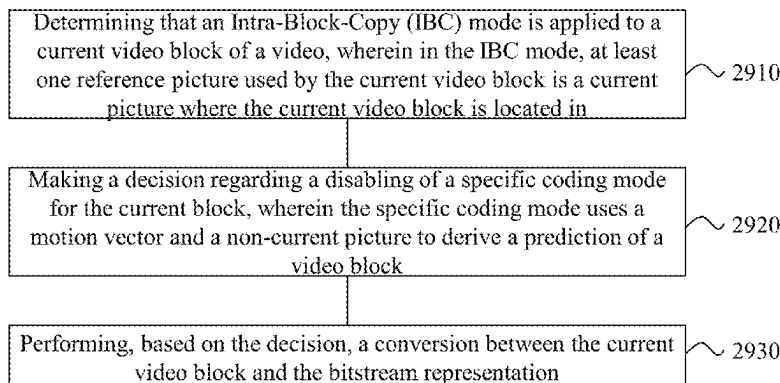 Determining that an Intra-Block-Copy (IBC) mode is applied to a
current video block of a video, wherein in the IBC mode, at least
one reference picture used by the current video block is a current
picture where the current video block is located in
2910
Making a decision regarding a disabling of a specific coding mode
for the current block, wherein the specific coding mode uses a
motion vector and a non-current picture to derive a prediction of a
video block
2920
Performing, based on the decision, a conversion between the current
video block and the bitstream representation
2930